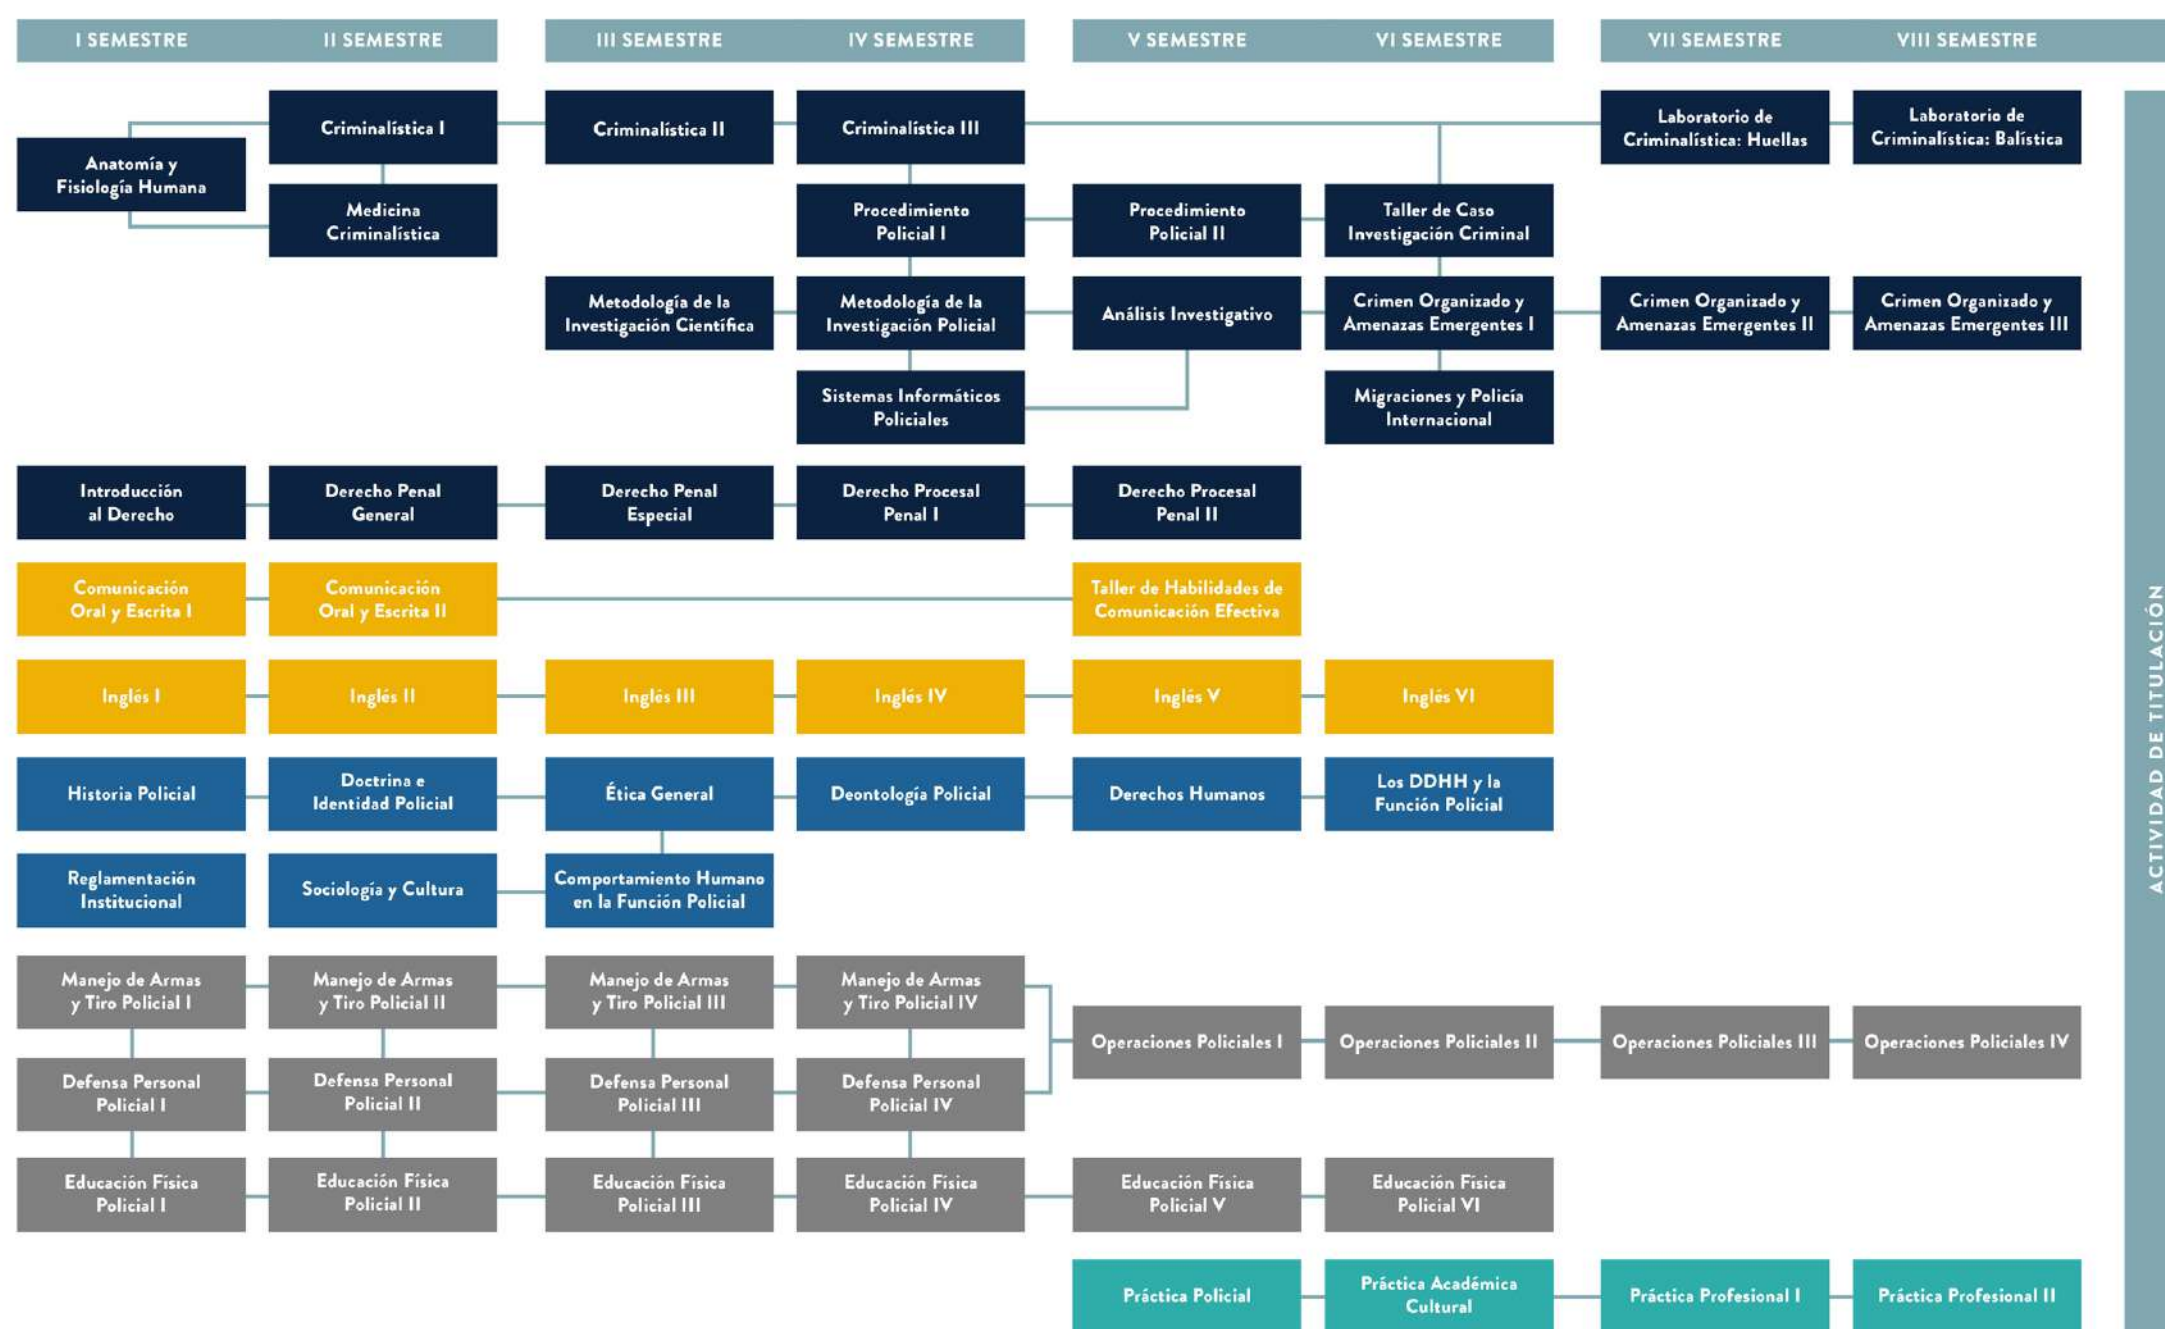 I SEMESTRE
II SEMESTRE
III SEMESTRE
IV SEMESTRE
V SEMESTRE
VI SEMESTRE
VII SEMESTRE
VIII SEMESTRE
Anatomía y
Fisiología Humana
Criminalística I
Criminalística II
Criminalística III
Laboratorio de
Criminalística: Huellas
Laboratorio de
Criminalística: Balística
Medicina
Criminalística
Procedimiento
Policial I
Procedimiento
Policial II
Taller de Caso
Investigación Criminal
Metodología de la
Investigación Científica
Metodología de la
Investigación Policial
Análisis Investigativo
Crimen Organizado y
Amenazas Emergentes I
Crimen Organizado y
Amenazas Emergentes II
Crimen Organizado y
Amenazas Emergentes III
Sistemas Informáticos
Policiales
Migraciones y Policía
Internacional
Introducción
al Derecho
Derecho Penal
General
Derecho Penal
Especial
Derecho Procesal
Penal I
Derecho Procesal
Penal II
Comunicación
Oral y Escrita I
Comunicación
Oral y Escrita II
Taller de Habilidades de
Comunicación Efectiva
Inglés I
Inglés II
Inglés III
Inglés IV
Inglés V
Inglés VI
Historia Policial
Doctrina e
Identidad Policial
Ética General
Deontología Policial
Derechos Humanos
Los DDHH y la
Función Policial
Reglamentación
Institucional
Sociología y Cultura
Comportamiento Humano
en la Función Policial
Manejo de Armas
y Tiro Policial I
Manejo de Armas
y Tiro Policial II
Manejo de Armas
y Tiro Policial III
Manejo de Armas
y Tiro Policial IV
Operaciones Policiales I
Operaciones Policiales II
Operaciones Policiales III
Operaciones Policiales IV
Defensa Personal
Policial I
Defensa Personal
Policial II
Defensa Personal
Policial III
Defensa Personal
Policial IV
Educación Física
Policial I
Educación Física
Policial II
Educación Física
Policial III
Educación Física
Policial IV
Educación Física
Policial V
Educación Física
Policial VI
Práctica Policial
Práctica Académica
Cultural
Práctica Profesional I
Práctica Profesional II
ACTIVIDAD DE TITULACIÓN